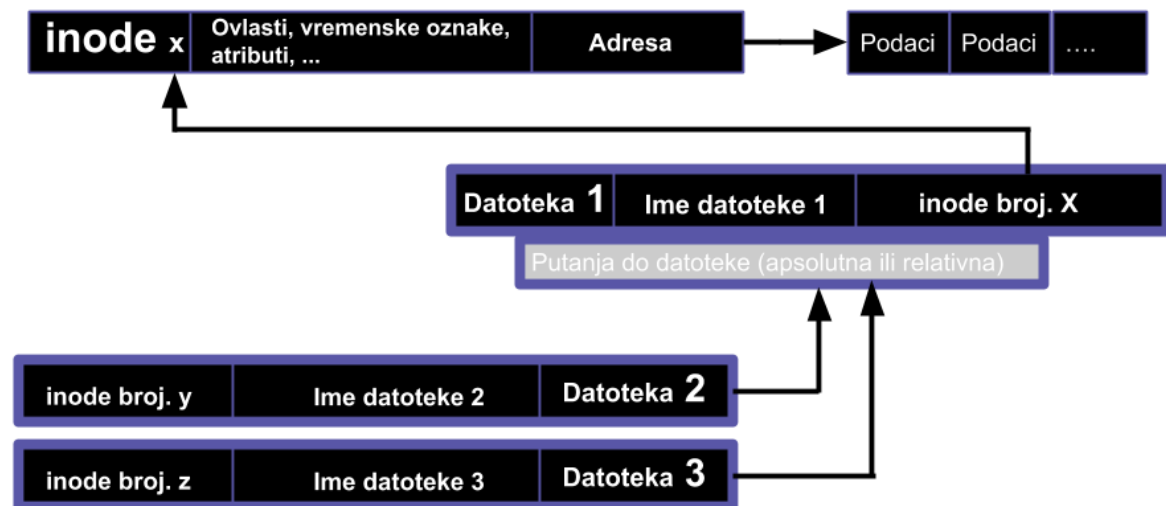 inode x
Ovlasti, vremenske oznake,
atributi, ...
Adresa
Podaci
Podaci
....
Datoteka 1
Ime datoteke 1
inode broj. X
Putanja do datoteke (apsolutna ili relativna)
inode broj. y
Ime datoteke 2
Datoteka 2
inode broj. z
Ime datoteke 3
Datoteka 3